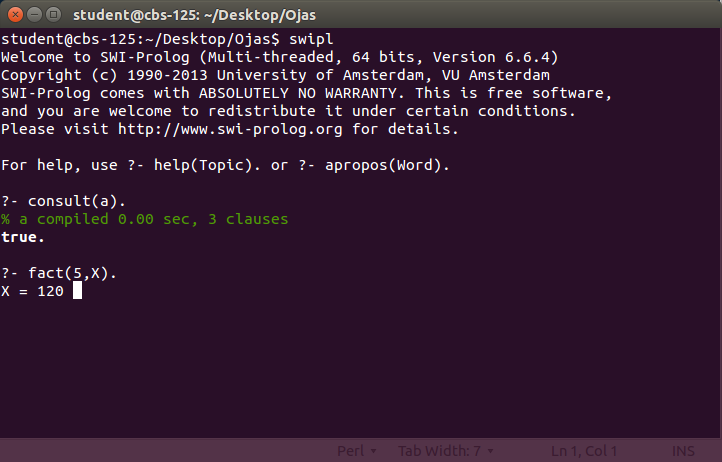 student@cbs-125: ~/Desktop/Ojas
student@cbs-125:~/Desktop/Ojas$ swipl
Welcome to SWI-Prolog (Multi-threaded, 64 bits, Version 6.6.4)
Copyright (c) 1990-2013 University of Amsterdam, VU Amsterdam
SWI-Prolog comes with ABSOLUTELY NO WARRANTY. This is free software,
and you are welcome to redistribute it under certain conditions.
Please visit http://www.swi-prolog.org for details.
For help, use ?- help(Topic). or ?- apropos(Word).
?- consult(a).
% a compiled 0.00 sec, 3 clauses
true.
?- fact(5,X).
X = 120
Perl Tab Width: 7 Ln 1, Col 1 INS